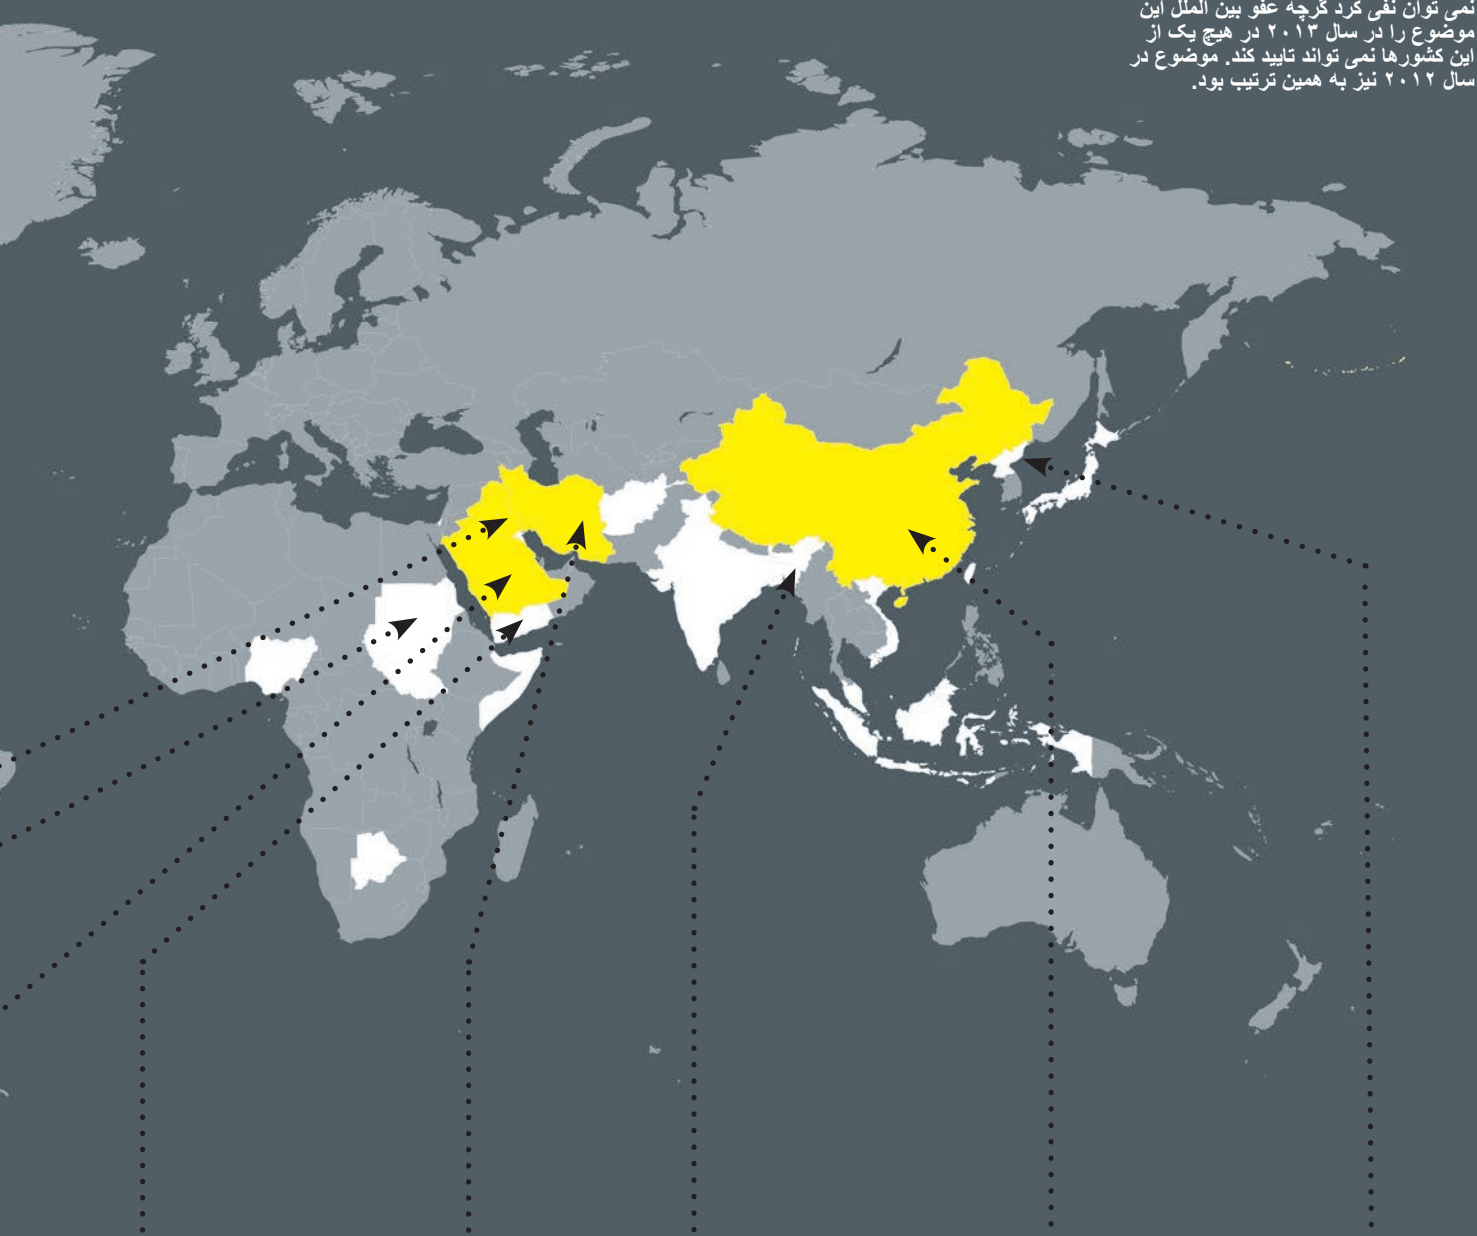 نمی توان نفی کرد گرچه عفو بین الملل این
موضوع را در سال ۲۰۱۳ در هیچ یک از
این کشورها نمی تواند تایید کند. موضوع در
سال ۲۰۱۲ نیز به همین ترتیب بود.